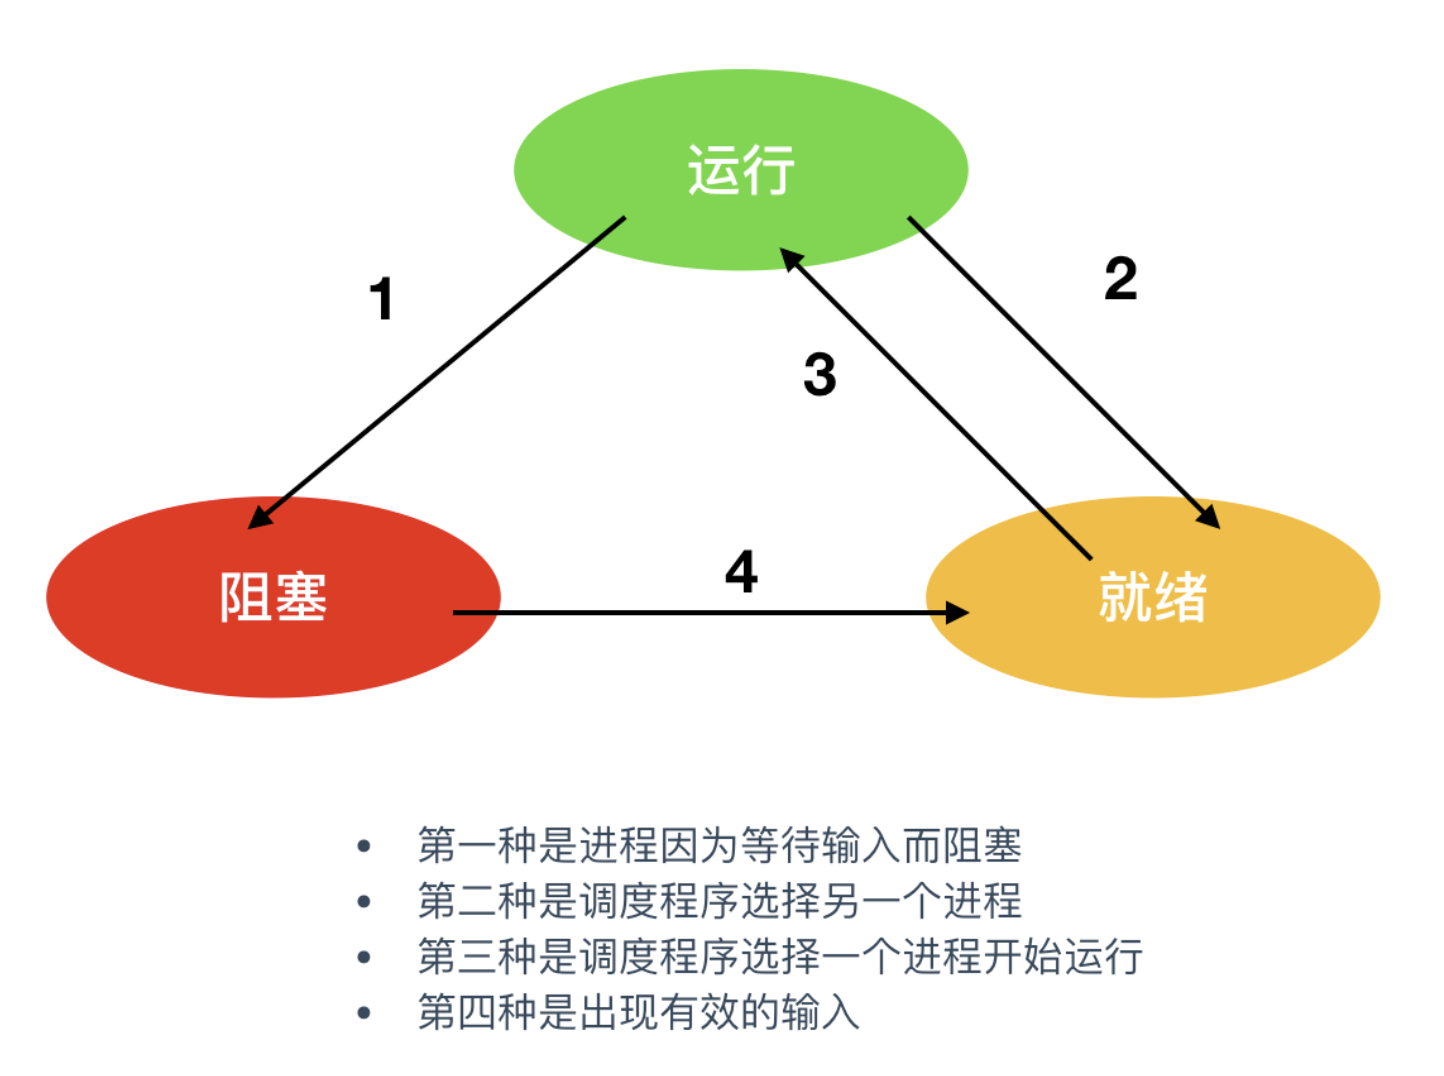 运行
1
2
3
4
阻塞
就绪
• 第一种是进程因为等待输入而阻塞
• 第二种是调度程序选择另一个进程
• 第三种是调度程序选择一个进程开始运行
• 第四种是出现有效的输入